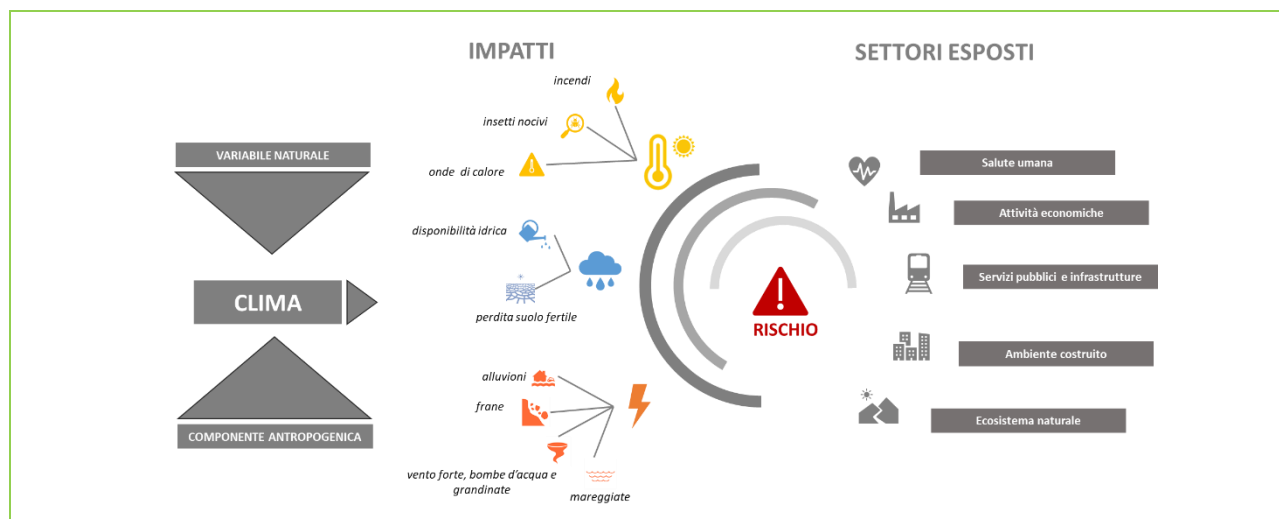 IMPATTI
SETTORI ESPOSTI
incendi
insetti nocivi
onde di calore
VARIABILE NATURALE
disponibilità idrica
CLIMA
perdita suolo fertile
alluvioni
frane
COMPONENTE ANTROPOGENICA
vento forte, bombe d'acqua e
grandinate
mareggiate
RISCHIO
Salute umana
Attività economiche
Servizi pubblici e infrastrutture
Ambiente costruito
Ecosistema naturale